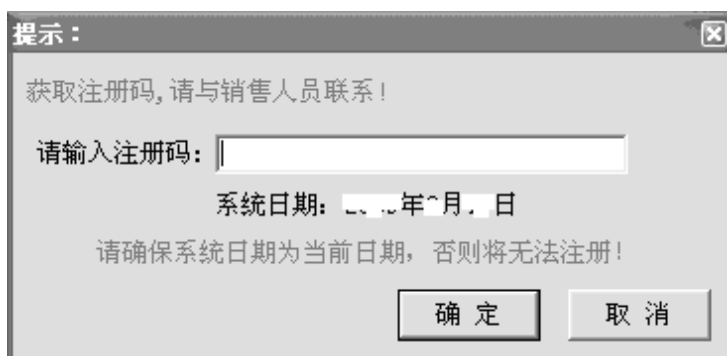 提示：
获取注册码,请与销售人员联系!
请输入注册码：
系统日期： 年 月 日
请确保系统日期为当前日期，否则将无法注册!
确 定 取 消